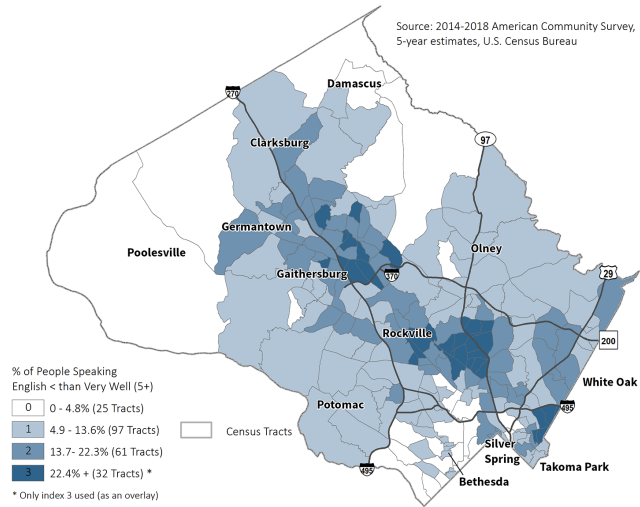 Source: 2014-2018 American Community Survey,
5-year estimates, U.S. Census Bureau
Damascus
270
Clarksburg
97
Germantown
Olney
Poolesville
Gaithersburg
370
29
Rockville
200
% of People Speaking
English < than Very Well (5+)
0 0 - 4.8% (25 Tracts)
1 4.9 - 13.6% (97 Tracts)
2 13.7- 22.3% (61 Tracts)
3 22.4% + (32 Tracts) *
Census Tracts
* Only index 3 used (as an overlay)
White Oak
Potomac
495
Silver
Spring
Takoma Park
495
Bethesda